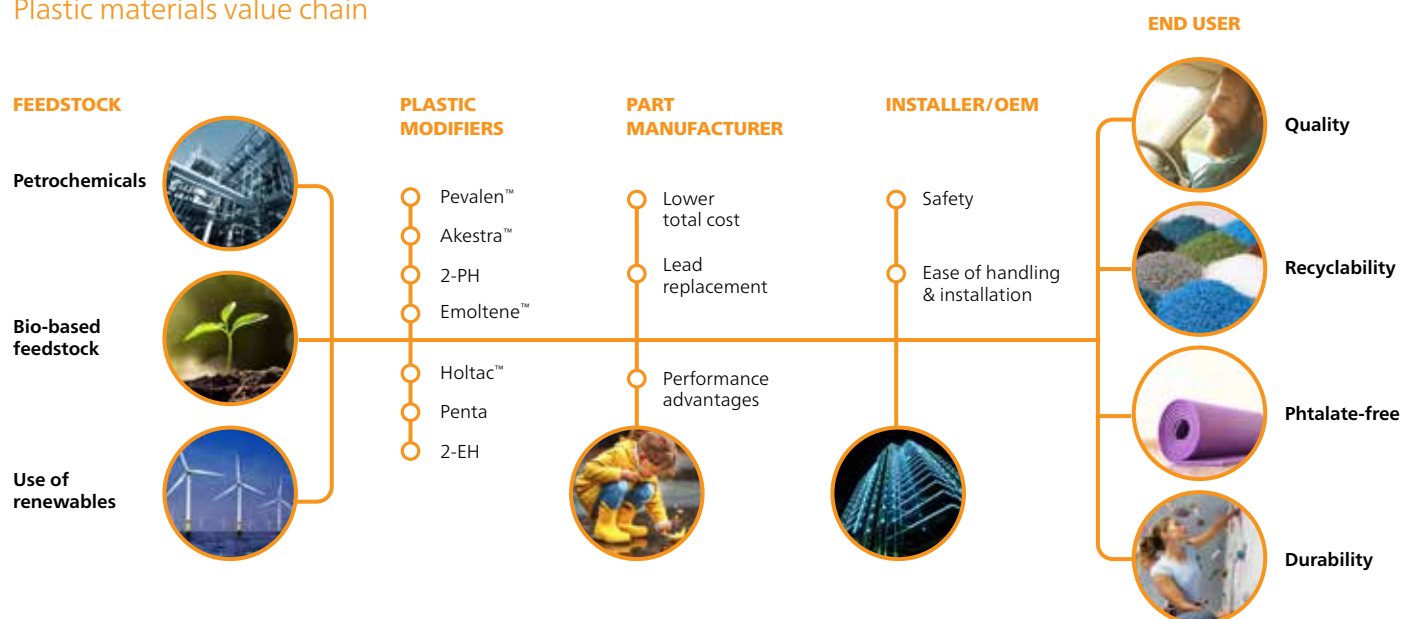 Plastic materials value chain
END USER
FEEDSTOCK
PLASTIC
MODIFIERS
PART
MANUFACTURER
INSTALLER/OEM
Petrochemicals
Bio-based
feedstock
Use of
renewables
Pevalen™
Akestra™
2-PH
Emoltene™
Holtac™
Penta
2-EH
Lower
total cost
Lead
replacement
Performance
advantages
Safety
Ease of handling
& installation
Quality
Recyclability
Phtalate-free
Durability